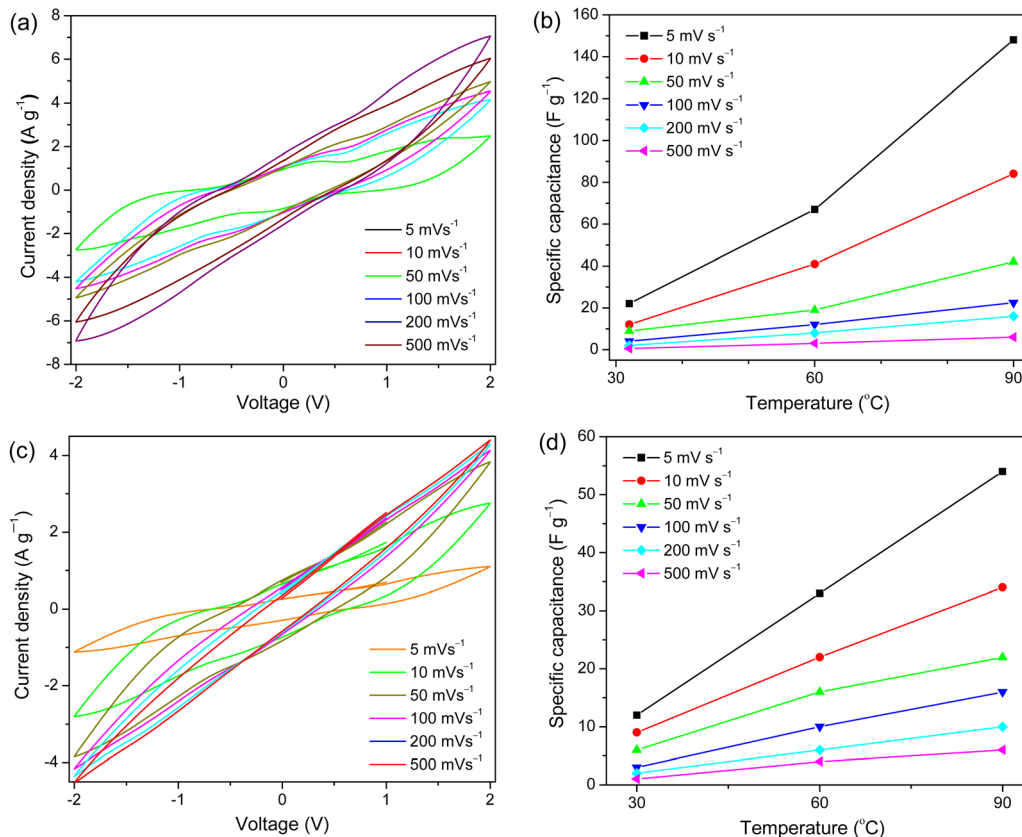 (a)
8
6
4
2
0
-2
-4
-6
-8
Current density (A g⁻¹)
5 mVs⁻¹
10 mVs⁻¹
50 mVs⁻¹
100 mVs⁻¹
200 mVs⁻¹
500 mVs⁻¹
-2 -1 0 1 2
Voltage (V)
(b)
160
140
120
100
80
60
40
20
0
Specific capacitance (F g⁻¹)
5 mV s⁻¹
10 mV s⁻¹
50 mV s⁻¹
100 mV s⁻¹
200 mV s⁻¹
500 mV s⁻¹
30 60 90
Temperature (°C)
(c)
4
2
0
-2
-4
Current density (A g⁻¹)
5 mVs⁻¹
10 mVs⁻¹
50 mVs⁻¹
100 mVs⁻¹
200 mVs⁻¹
500 mVs⁻¹
-2 -1 0 1 2
Voltage (V)
(d)
60
50
40
30
20
10
0
Specific capacitance (F g⁻¹)
5 mV s⁻¹
10 mV s⁻¹
50 mV s⁻¹
100 mV s⁻¹
200 mV s⁻¹
500 mV s⁻¹
30 60 90
Temperature (°C)